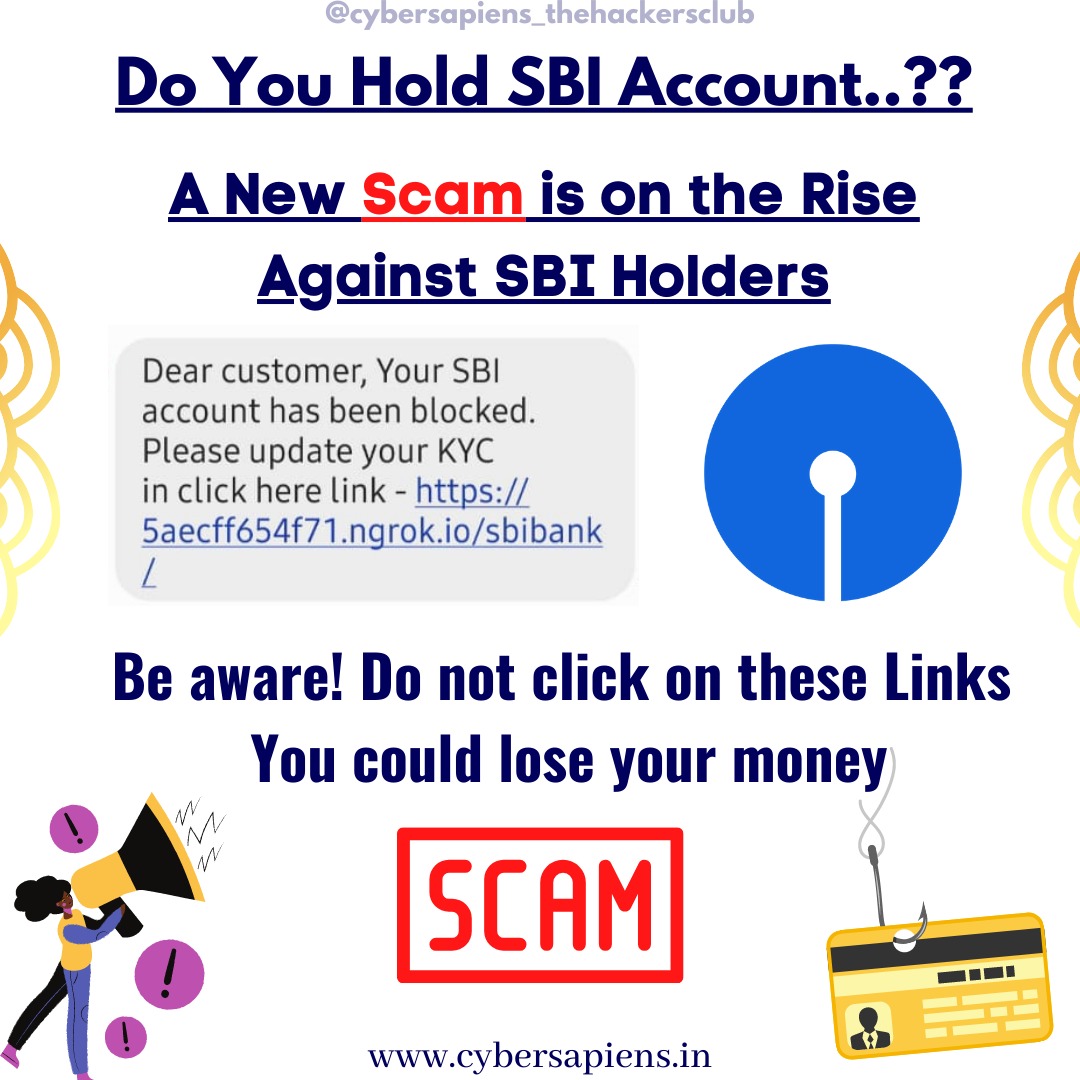 @cybersapiens_thehackersclub
Do You Hold SBI Account..??
A New Scam is on the Rise
Against SBI Holders
Dear customer, Your SBI
account has been blocked.
Please update your KYC
in click here link - https://
5aecff654f71.ngrok.io/sbibank
/
Be aware! Do not click on these Links
You could lose your money
SCAM
www.cybersapiens.in